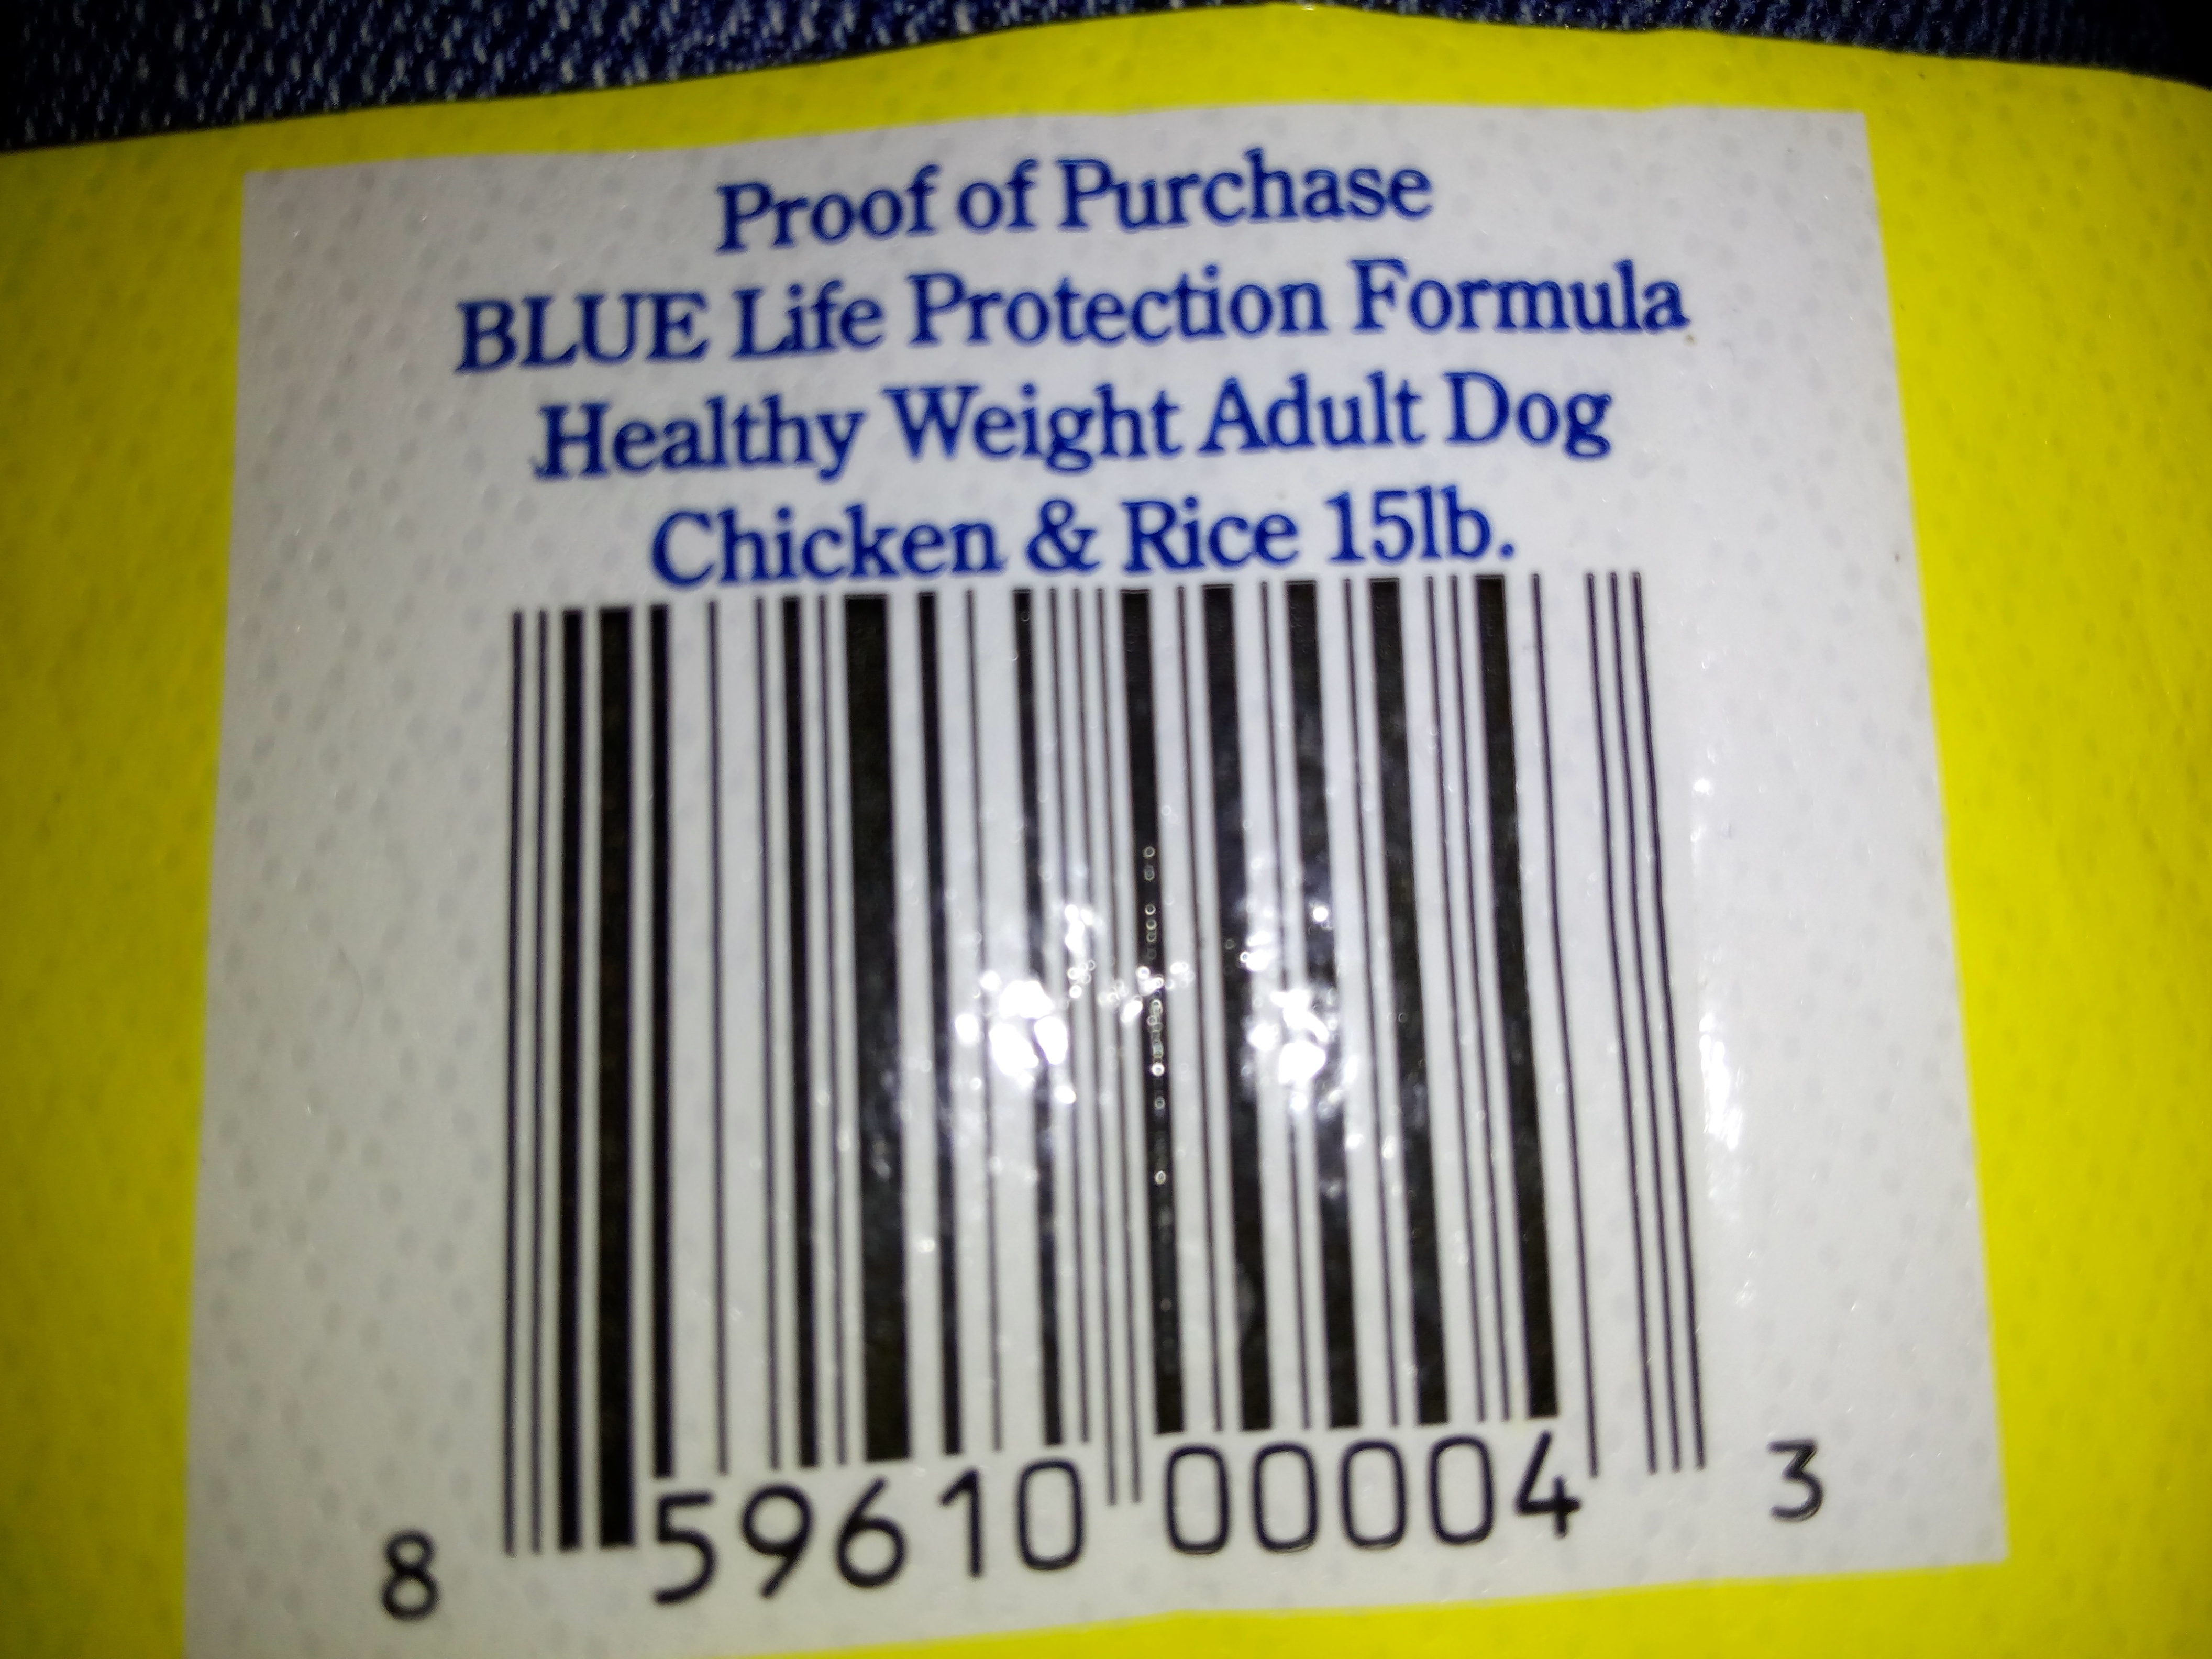 Proof of Purchase
BLUE Life Protection Formula
Healthy Weight Adult Dog
Chicken & Rice 15lb.
8 59610 00004 3